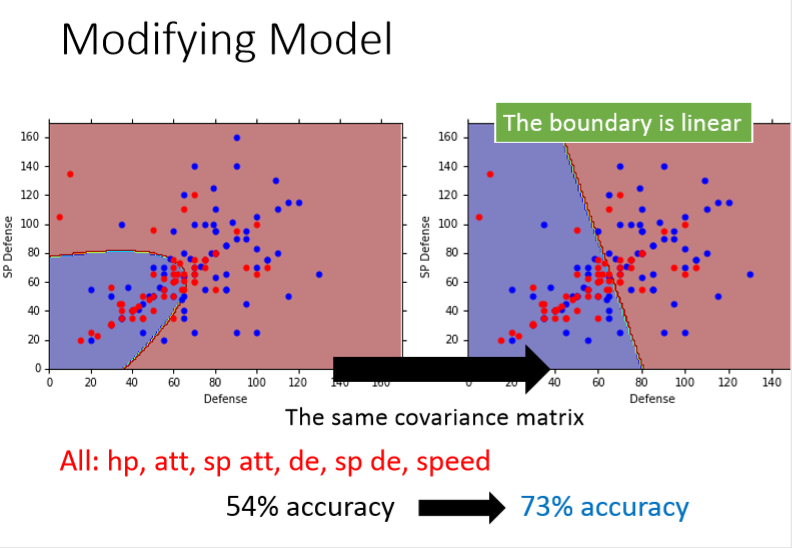 Modifying Model
The boundary is linear
160
140
120
100
80
60
40
20
0
SP Defense
0 20 40 60 80 100 120 140 160
Defense
160
140
120
100
80
60
40
20
0
SP Defense
0 20 40 60 80 100 120 140
Defense
The same covariance matrix
All: hp, att, sp att, de, sp de, speed
54% accuracy 73% accuracy